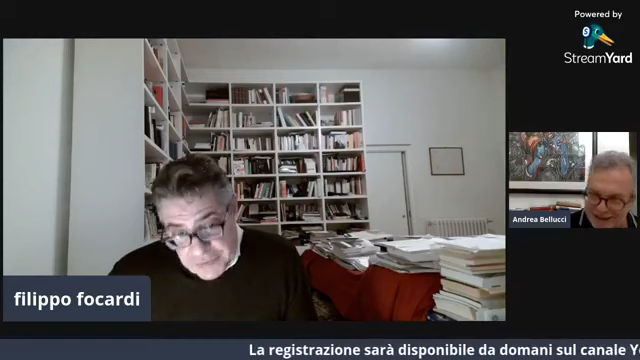 Powered by
StreamYard
Andrea Bellucci
filippo focardi
La registrazione sarà disponibile da domani sul canale